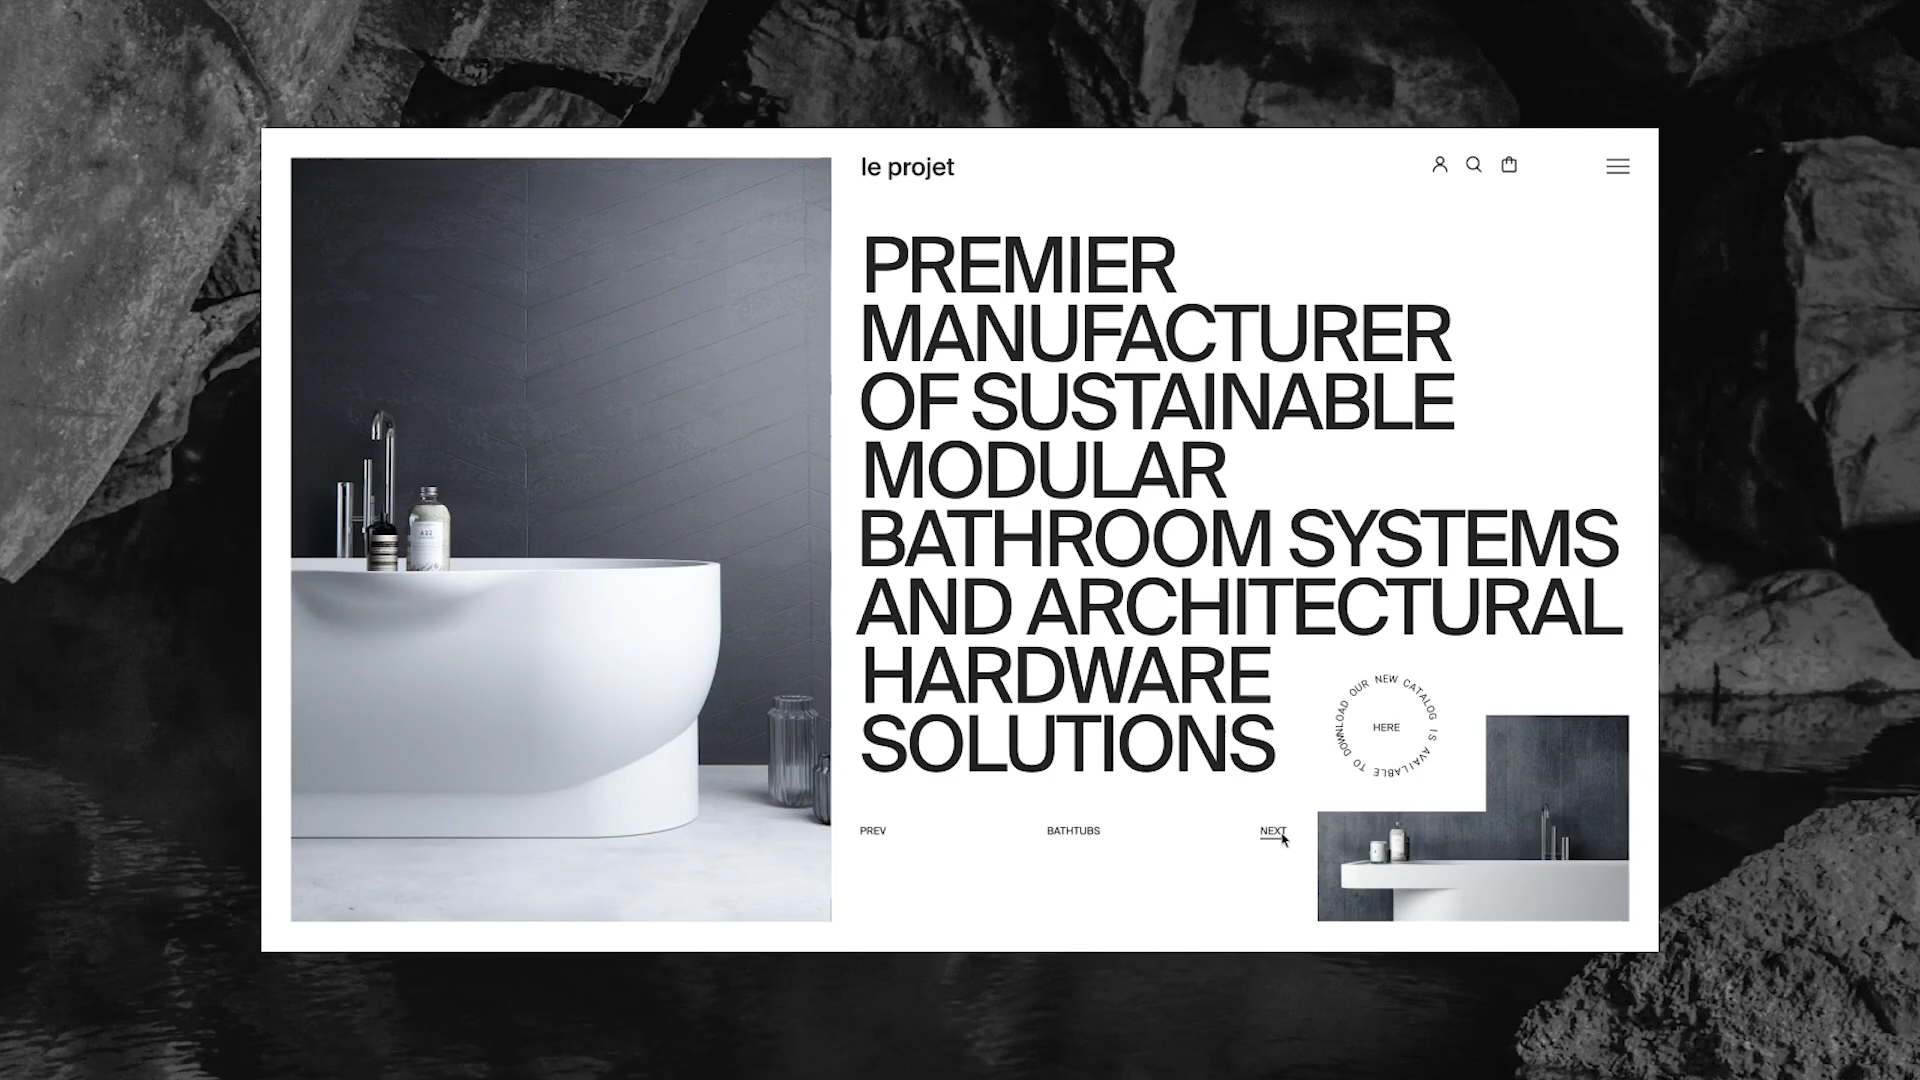 le projet
PREMIER
MANUFACTURER
OF SUSTAINABLE
MODULAR
BATHROOM SYSTEMS
AND ARCHITECTURAL
HARDWARE
SOLUTIONS
OUR NEW CATALOG IS AVAILABLE TO DOWNLOAD
HERE
PREV
BATHTUBS
NEXT